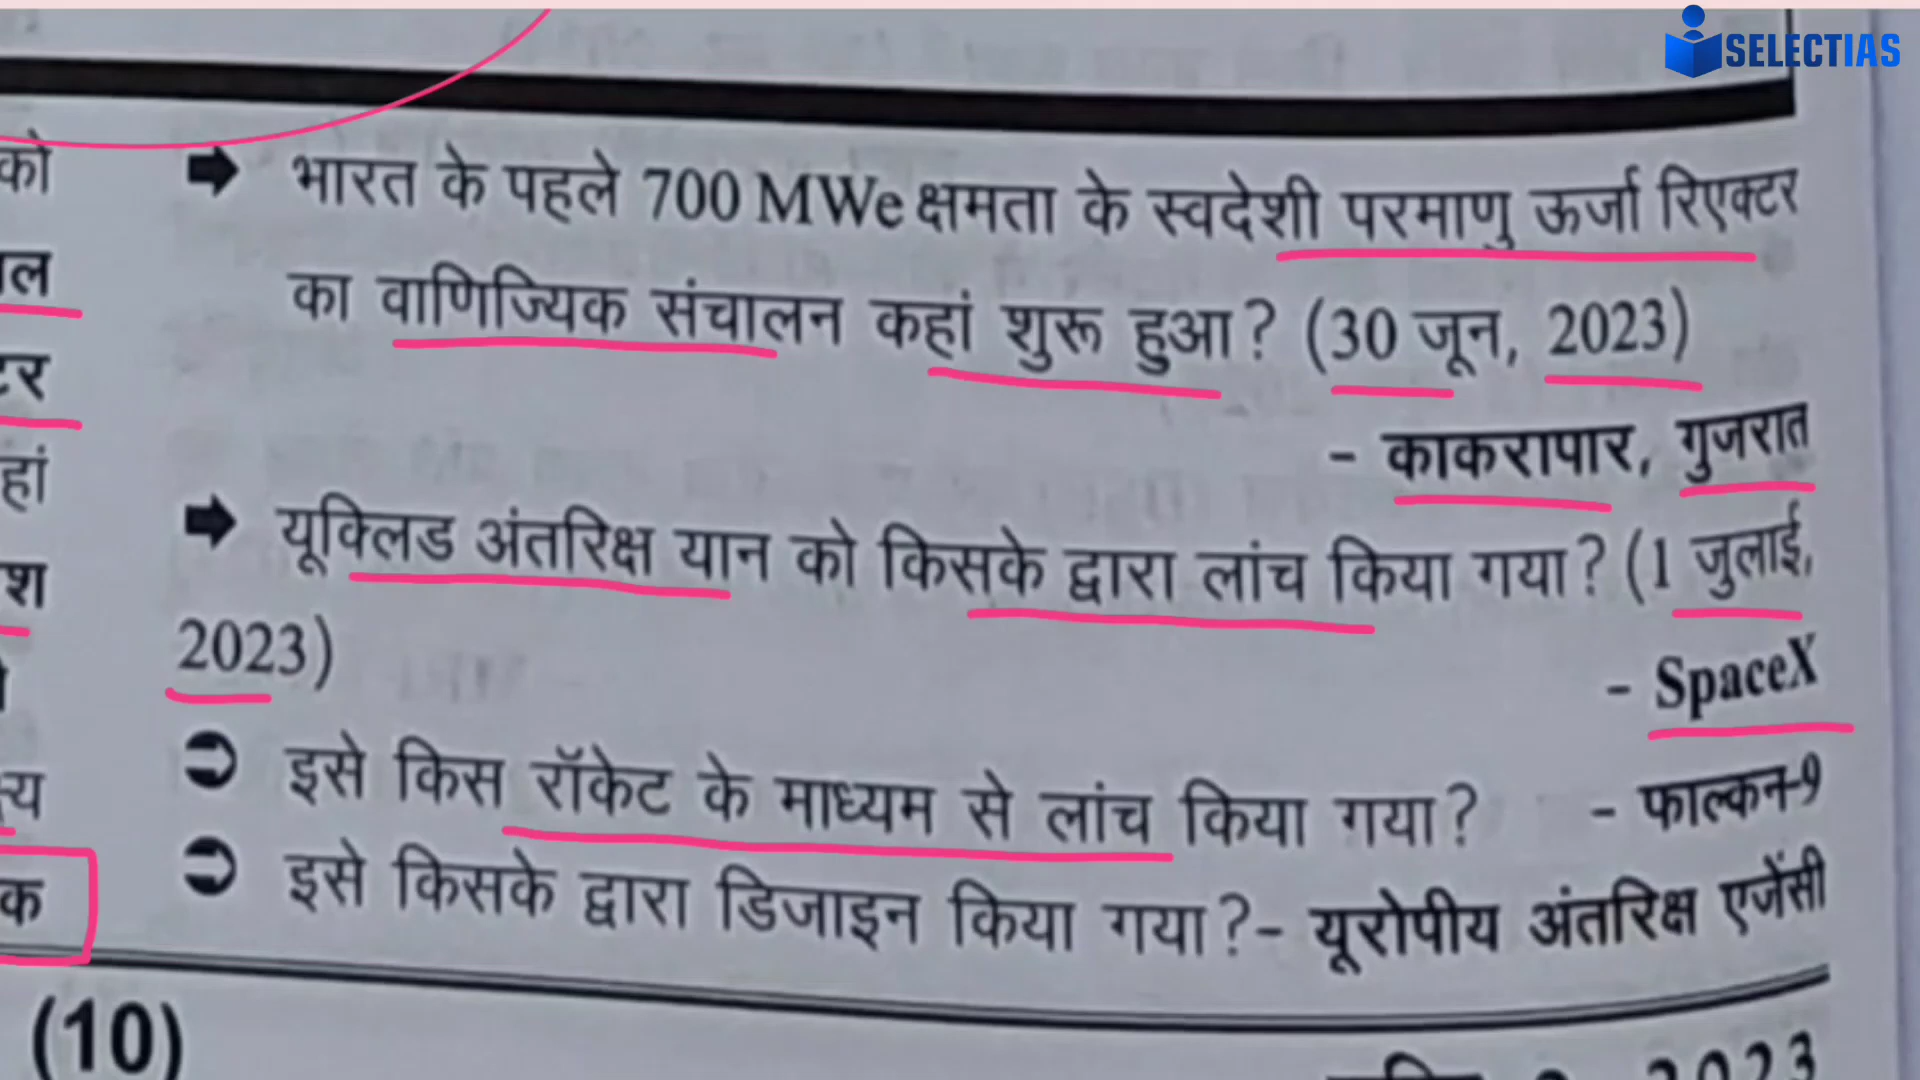 SELECTIAS
को
➡ भारत के पहले 700 MWe क्षमता के स्वदेशी परमाणु ऊर्जा रिएक्टर
का वाणिज्यिक संचालन कहां शुरू हुआ? (30 जून, 2023)
- काकरापार, गुजरात
➡ यूक्लिड अंतरिक्ष यान को किसके द्वारा लांच किया गया? (1 जुलाई,
2023)
- SpaceX
इसे किस रॉकेट के माध्यम से लांच किया गया? - फाल्कन-9
इसे किसके द्वारा डिजाइन किया गया?- यूरोपीय अंतरिक्ष एजेंसी
(10)
2023